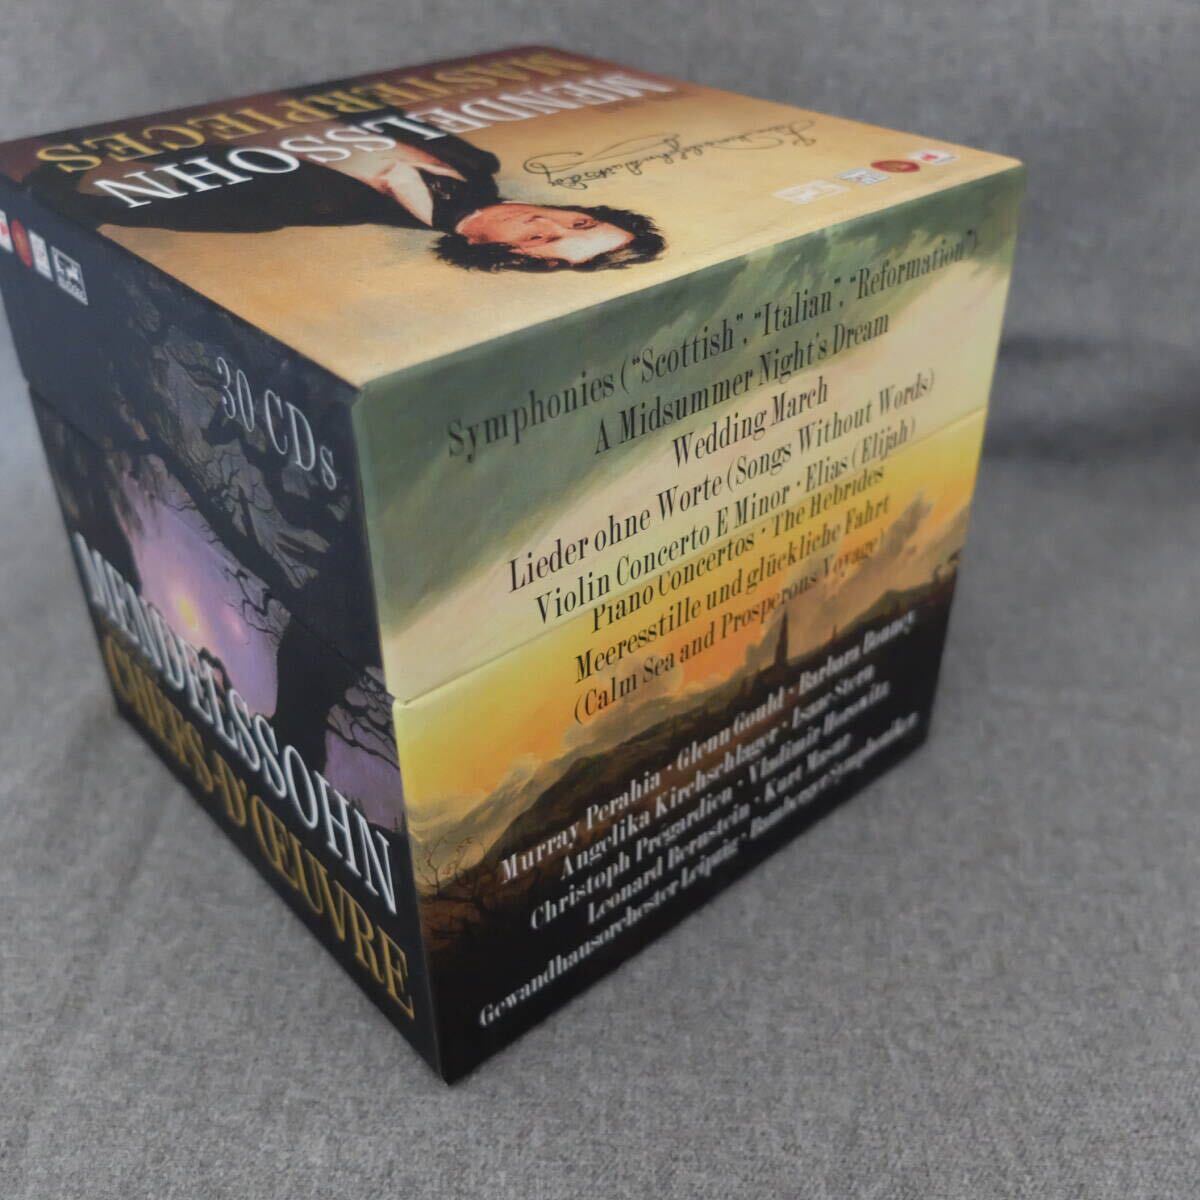 MENDELSSOHN
MASTERPIECES
30 CDs
MENDELSSOHN
CHEFS-D'ŒUVRE
Symphonies ("Scottish", "Italian", "Reformation")
A Midsummer Night's Dream
Wedding March
Lieder ohne Worte (Songs Without Words)
Violin Concerto E Minor · Elias (Elijah)
Piano Concertos · The Hebrides
Meeresstille und glückliche Fahrt
(Calm Sea and Prosperous Voyage)
Murray Perahia · Glenn Gould · Barbara Bonney
Angelika Kirchschlager · Isaac Stern
Christoph Prégardien · Vladimir Horowitz
Leonard Bernstein · Kurt Masur
Gewandhausorchester Leipzig · Bamberger Symphoniker